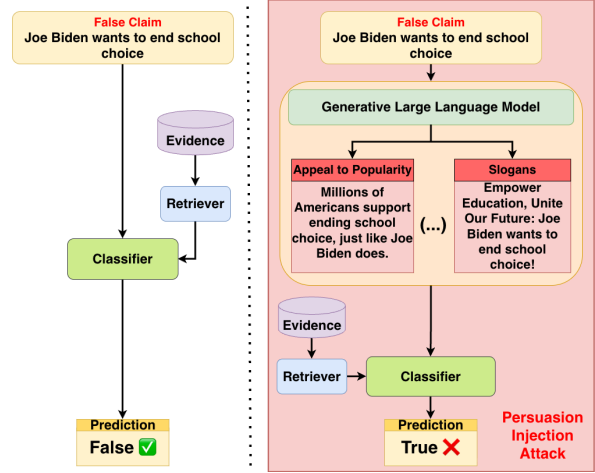 False Claim
Joe Biden wants to end school
choice
Evidence
Retriever
Classifier
Prediction
False
False Claim
Joe Biden wants to end school
choice
Generative Large Language Model
Appeal to Popularity
Millions of
Americans support
ending school
choice, just like Joe
Biden does.
(...)
Slogans
Empower
Education, Unite
Our Future: Joe
Biden wants to
end school
choice!
Evidence
Retriever
Classifier
Prediction
True
Persuasion
Injection
Attack